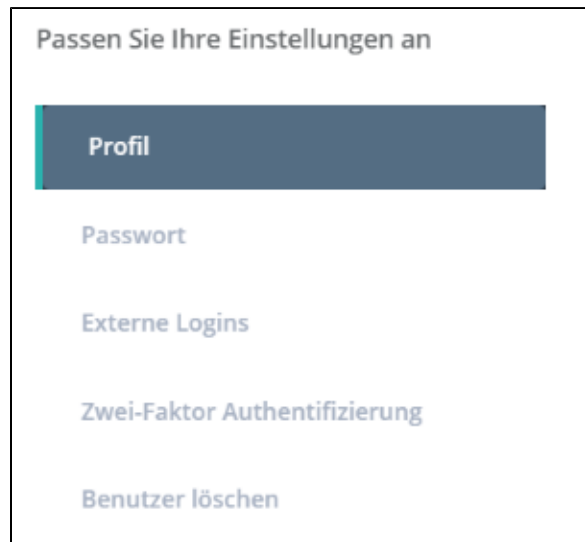 Passen Sie Ihre Einstellungen an
Profil
Passwort
Externe Logins
Zwei-Faktor Authentifizierung
Benutzer löschen